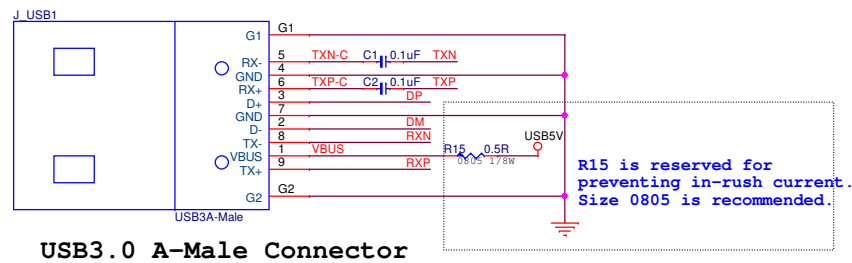 J_USB1
G1 G1
RX- 5 TXN-C C1 0.1uF TXN
GND 4
RX+ 6 TXP-C C2 0.1uF TXP
D+ 3 DP
GND 7
D- 2 DM
TX- 8 RXN USB5V
VBUS 1 VBUS R15 0.5R
0805 1/8W
TX+ 9 RXP
G2 G2
USB3A-Male
R15 is reserved for
preventing in-rush current.
Size 0805 is recommended.
USB3.0 A-Male Connector